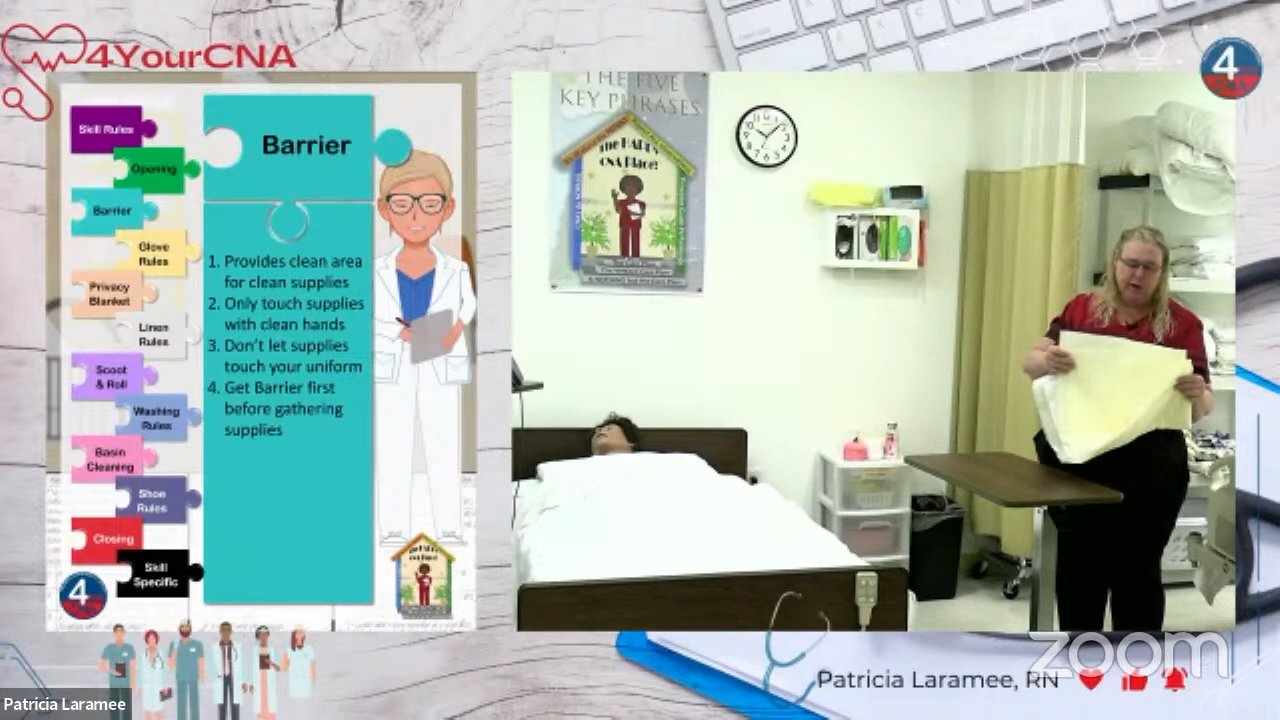 4YourCNA
4
Skill Rules
Opening
Barrier
Glove
Rules
Privacy
Blanket
Linen
Rules
Scoot
& Roll
Washing
Rules
Basin
Cleaning
Shoe
Rules
Closing
Skill
Specific
4
Barrier
1. Provides clean area
for clean supplies
2. Only touch supplies
with clean hands
3. Don't let supplies
touch your uniform
4. Get Barrier first
before gathering
supplies
THE FIVE
KEY PHRASES
The HAPPY
CNA Place!
zoom
Patricia Laramee, RN
Patricia Laramee